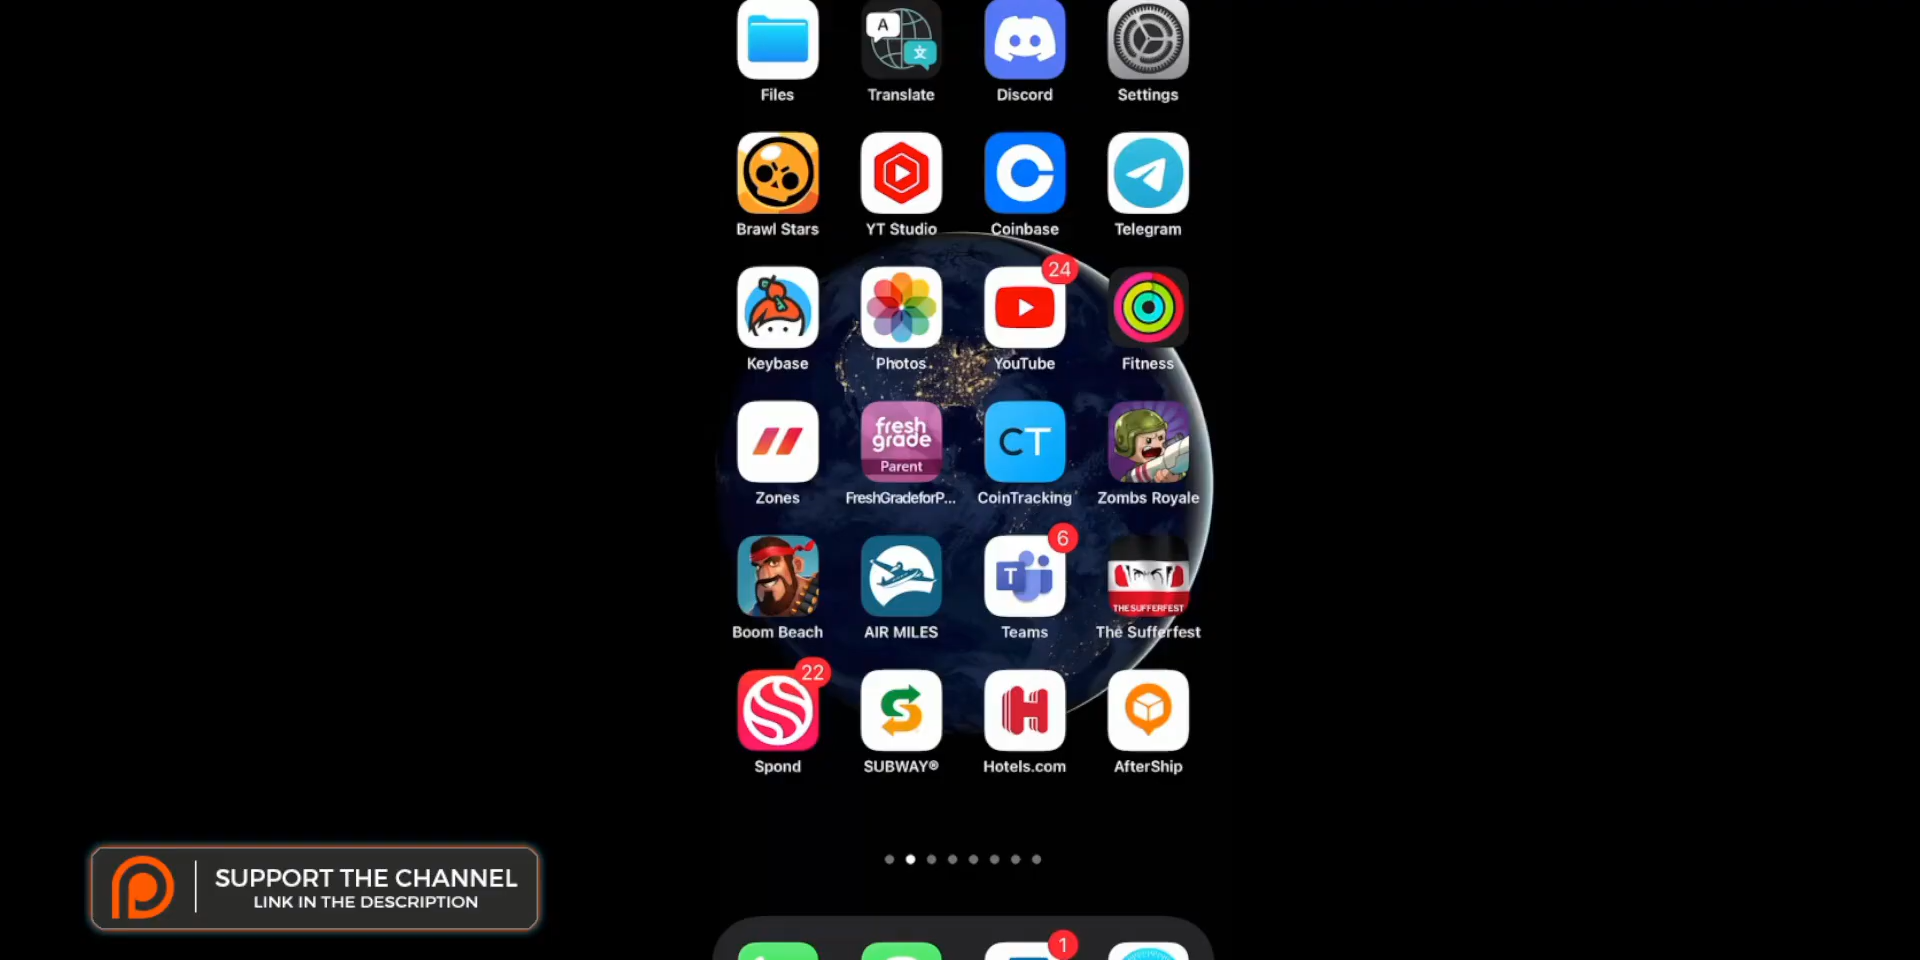 A
文
Files Translate Discord Settings
Brawl Stars YT Studio Coinbase Telegram
24
Keybase Photos YouTube Fitness
fresh
grade
Parent
CT
Zones FreshGradeforP... CoinTracking Zombs Royale
6
T
THE SUFFERFEST
Boom Beach AIR MILES Teams The Sufferfest
22
S
H
Spond SUBWAY® Hotels.com AfterShip
SUPPORT THE CHANNEL
LINK IN THE DESCRIPTION
1